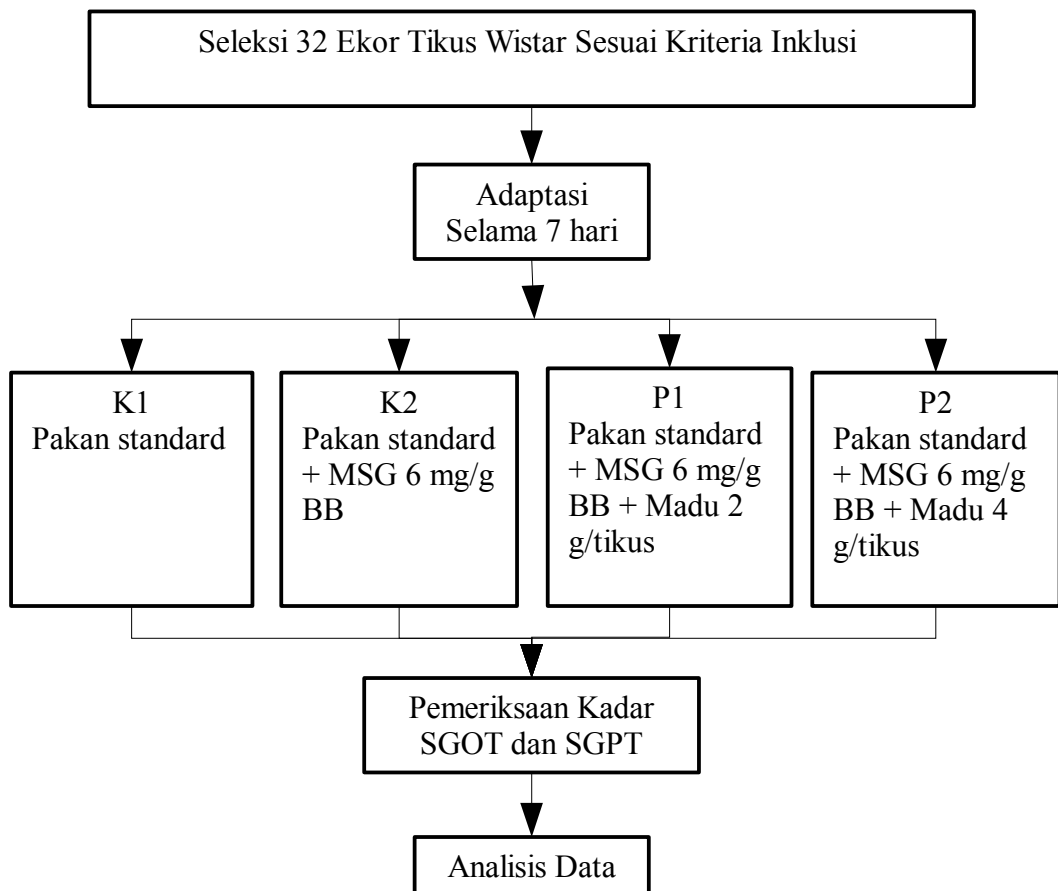 Seleksi 32 Ekor Tikus Wistar Sesuai Kriteria Inklusi
Adaptasi
Selama 7 hari
K1
Pakan standard
K2
Pakan standard
+ MSG 6 mg/g
BB
P1
Pakan standard
+ MSG 6 mg/g
BB + Madu 2
g/tikus
P2
Pakan standard
+ MSG 6 mg/g
BB + Madu 4
g/tikus
Pemeriksaan Kadar
SGOT dan SGPT
Analisis Data